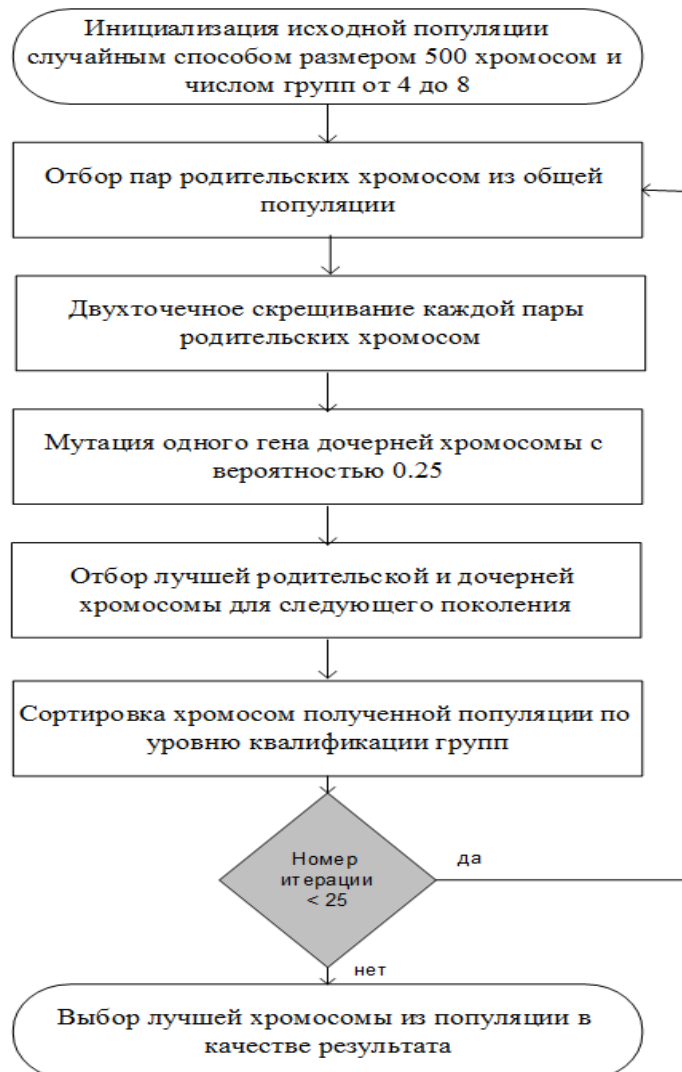 Инициализация исходной популяции
случайным способом размером 500 хромосом и
числом групп от 4 до 8
Отбор пар родительских хромосом из общей
популяции
Двухточечное скрещивание каждой пары
родительских хромосом
Мутация одного гена дочерней хромосомы с
вероятностью 0.25
Отбор лучшей родительской и дочерней
хромосомы для следующего поколения
Сортировка хромосом полученной популяции по
уровню квалификации групп
Номер
итерации
< 25
да
нет
Выбор лучшей хромосомы из популяции в
качестве результата